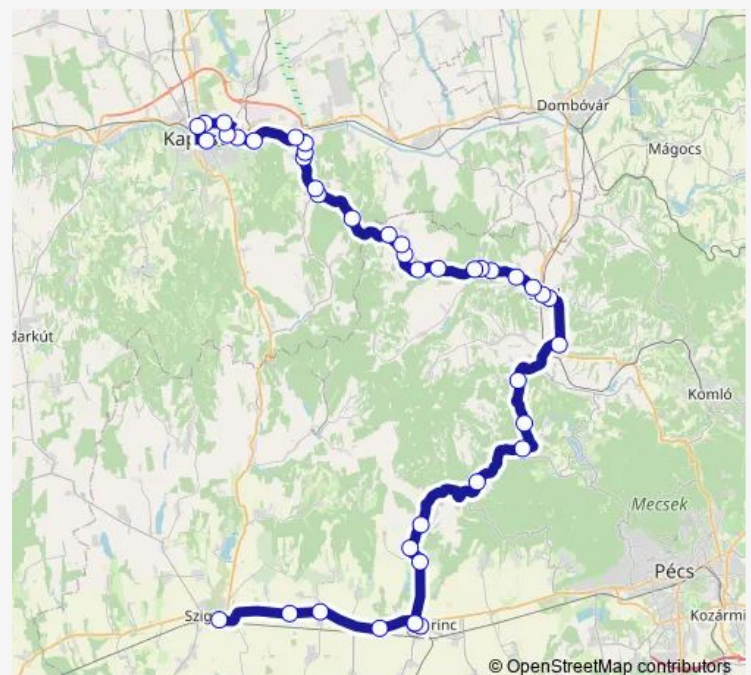 Dombóvár
Kap
Mágocs
darkút
Komló
Mecsek
Pécs
Szig
rinc
Kozármi
© OpenStreetMap contributors